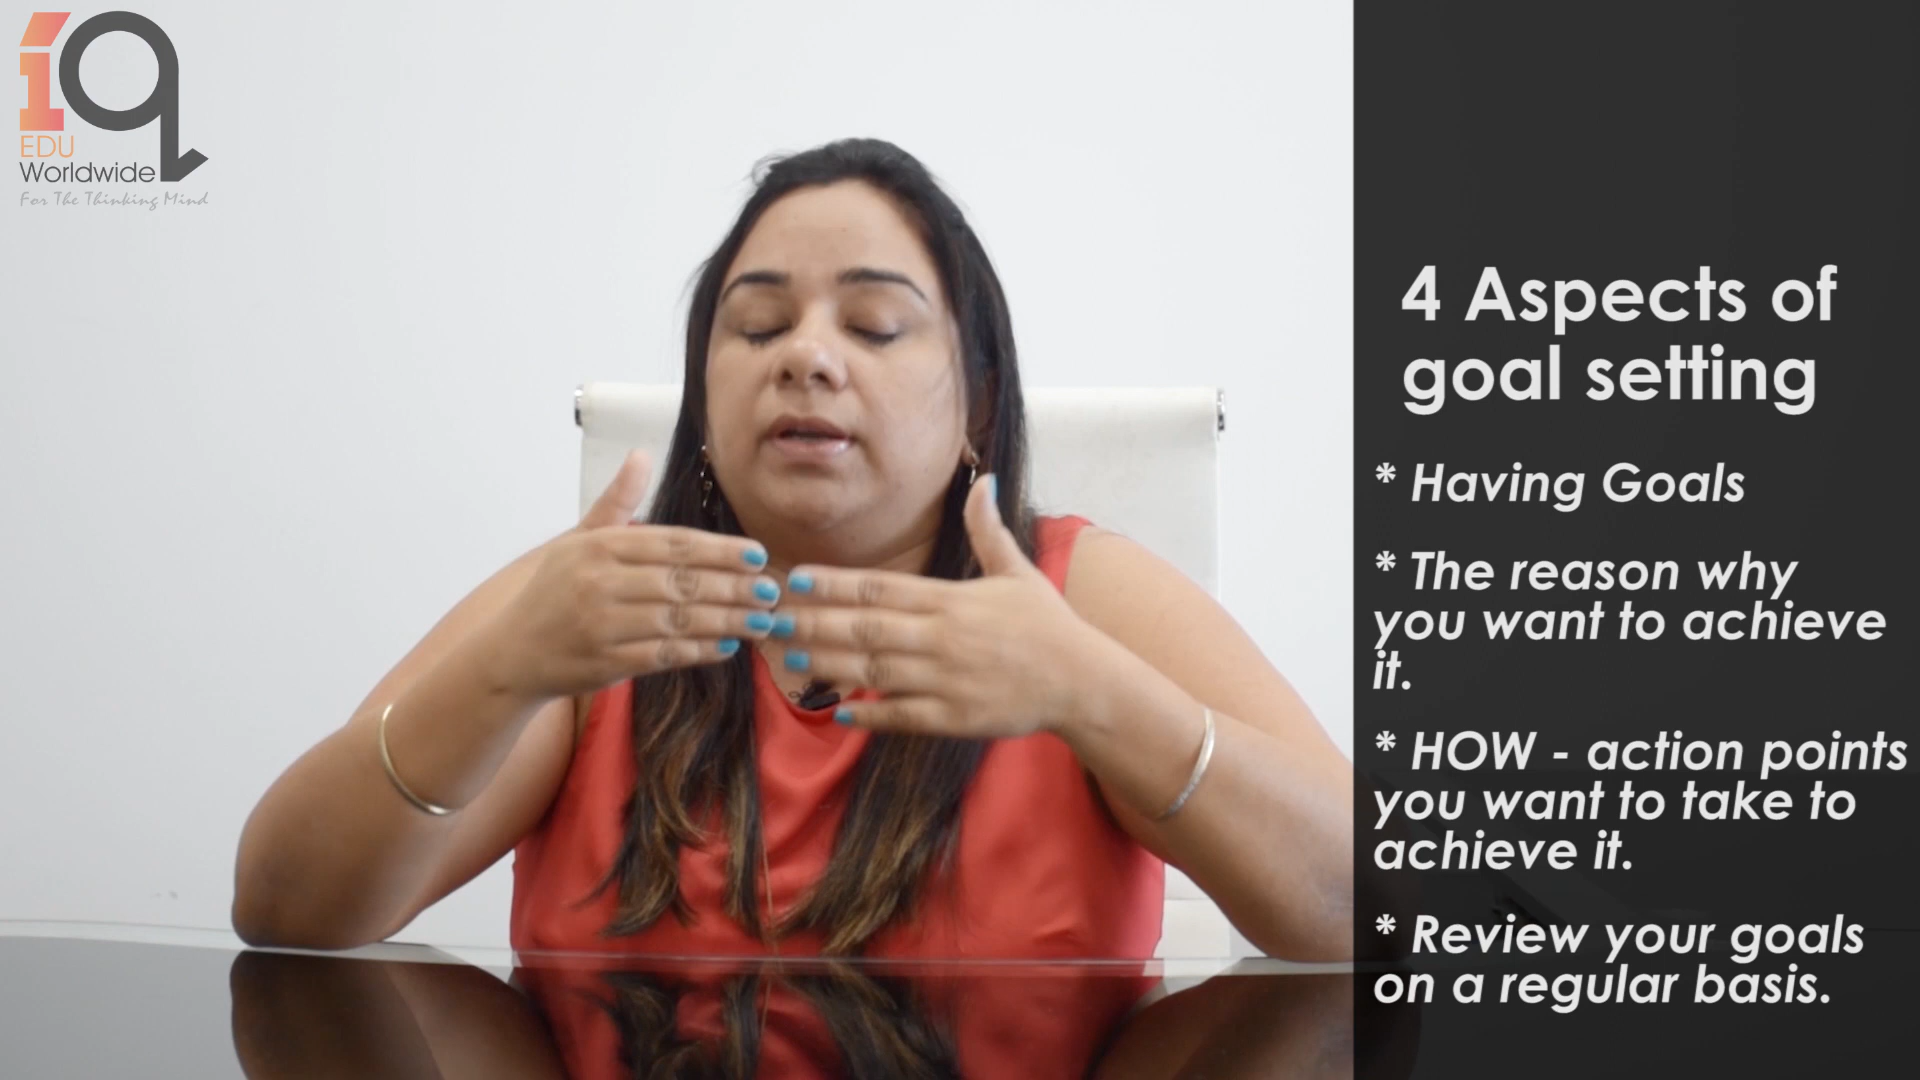 iq
EDU
Worldwide
For The Thinking Mind
4 Aspects of
goal setting
* Having Goals
* The reason why
you want to achieve
it.
* HOW - action points
you want to take to
achieve it.
* Review your goals
on a regular basis.